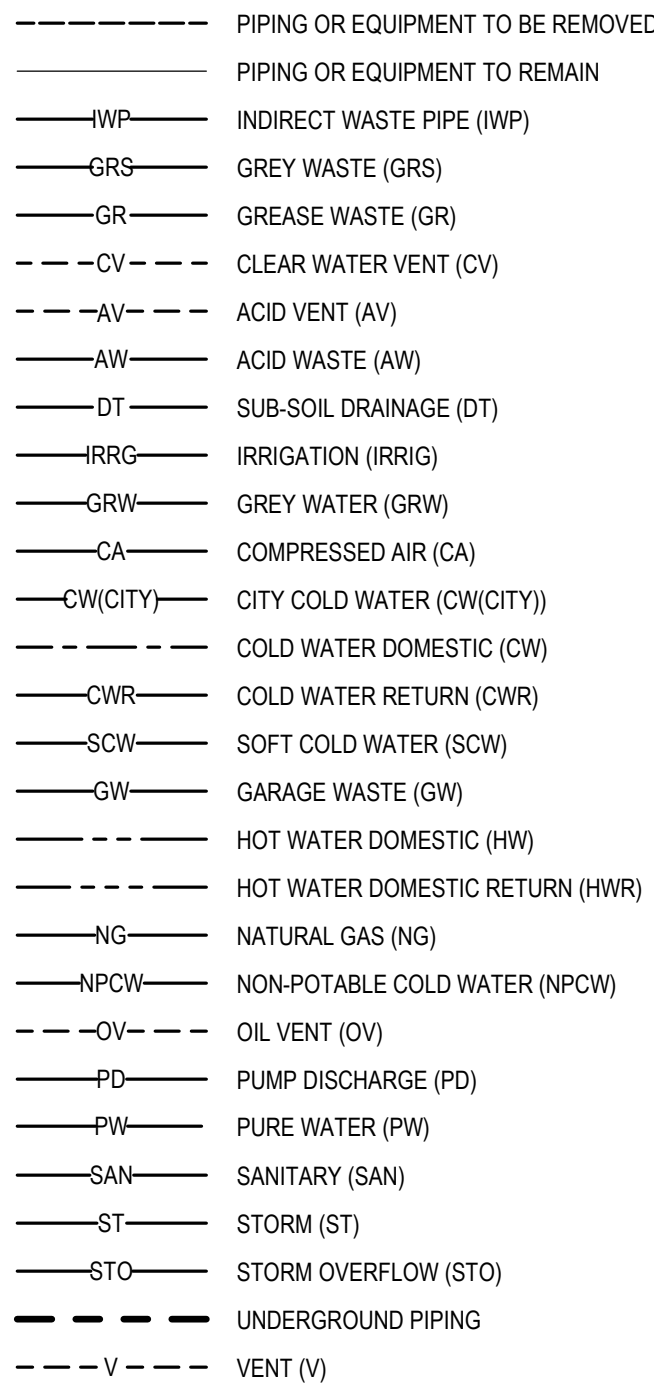 PIPING OR EQUIPMENT TO BE REMOVED
PIPING OR EQUIPMENT TO REMAIN
IWP INDIRECT WASTE PIPE (IWP)
GRS GREY WASTE (GRS)
GR GREASE WASTE (GR)
CV CLEAR WATER VENT (CV)
AV ACID VENT (AV)
AW ACID WASTE (AW)
DT SUB-SOIL DRAINAGE (DT)
IRRG IRRIGATION (IRRIG)
GRW GREY WATER (GRW)
CA COMPRESSED AIR (CA)
CW(CITY) CITY COLD WATER (CW(CITY))
COLD WATER DOMESTIC (CW)
CWR COLD WATER RETURN (CWR)
SCW SOFT COLD WATER (SCW)
GW GARAGE WASTE (GW)
HOT WATER DOMESTIC (HW)
HOT WATER DOMESTIC RETURN (HWR)
NG NATURAL GAS (NG)
NPCW NON-POTABLE COLD WATER (NPCW)
OV OIL VENT (OV)
PD PUMP DISCHARGE (PD)
PW PURE WATER (PW)
SAN SANITARY (SAN)
ST STORM (ST)
STO STORM OVERFLOW (STO)
UNDERGROUND PIPING
V VENT (V)